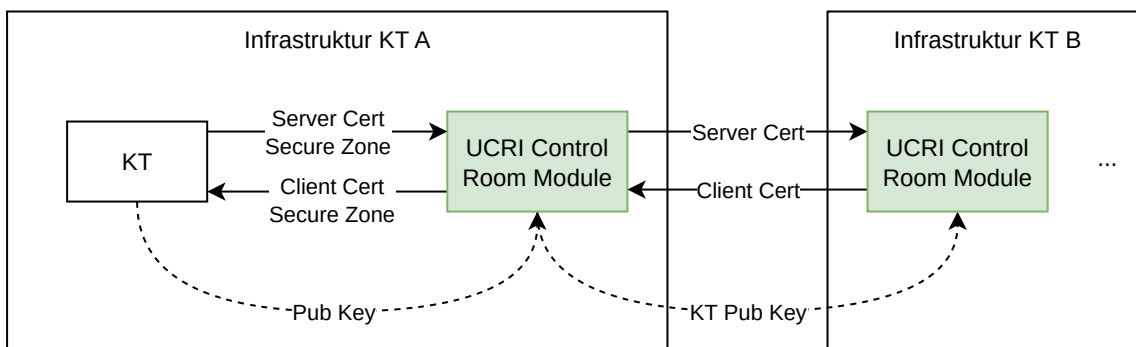 Infrastruktur KT A
Infrastruktur KT B
KT
Server Cert
Secure Zone
Client Cert
Secure Zone
UCRI Control
Room Module
Server Cert
Client Cert
UCRI Control
Room Module
...
Pub Key
KT Pub Key